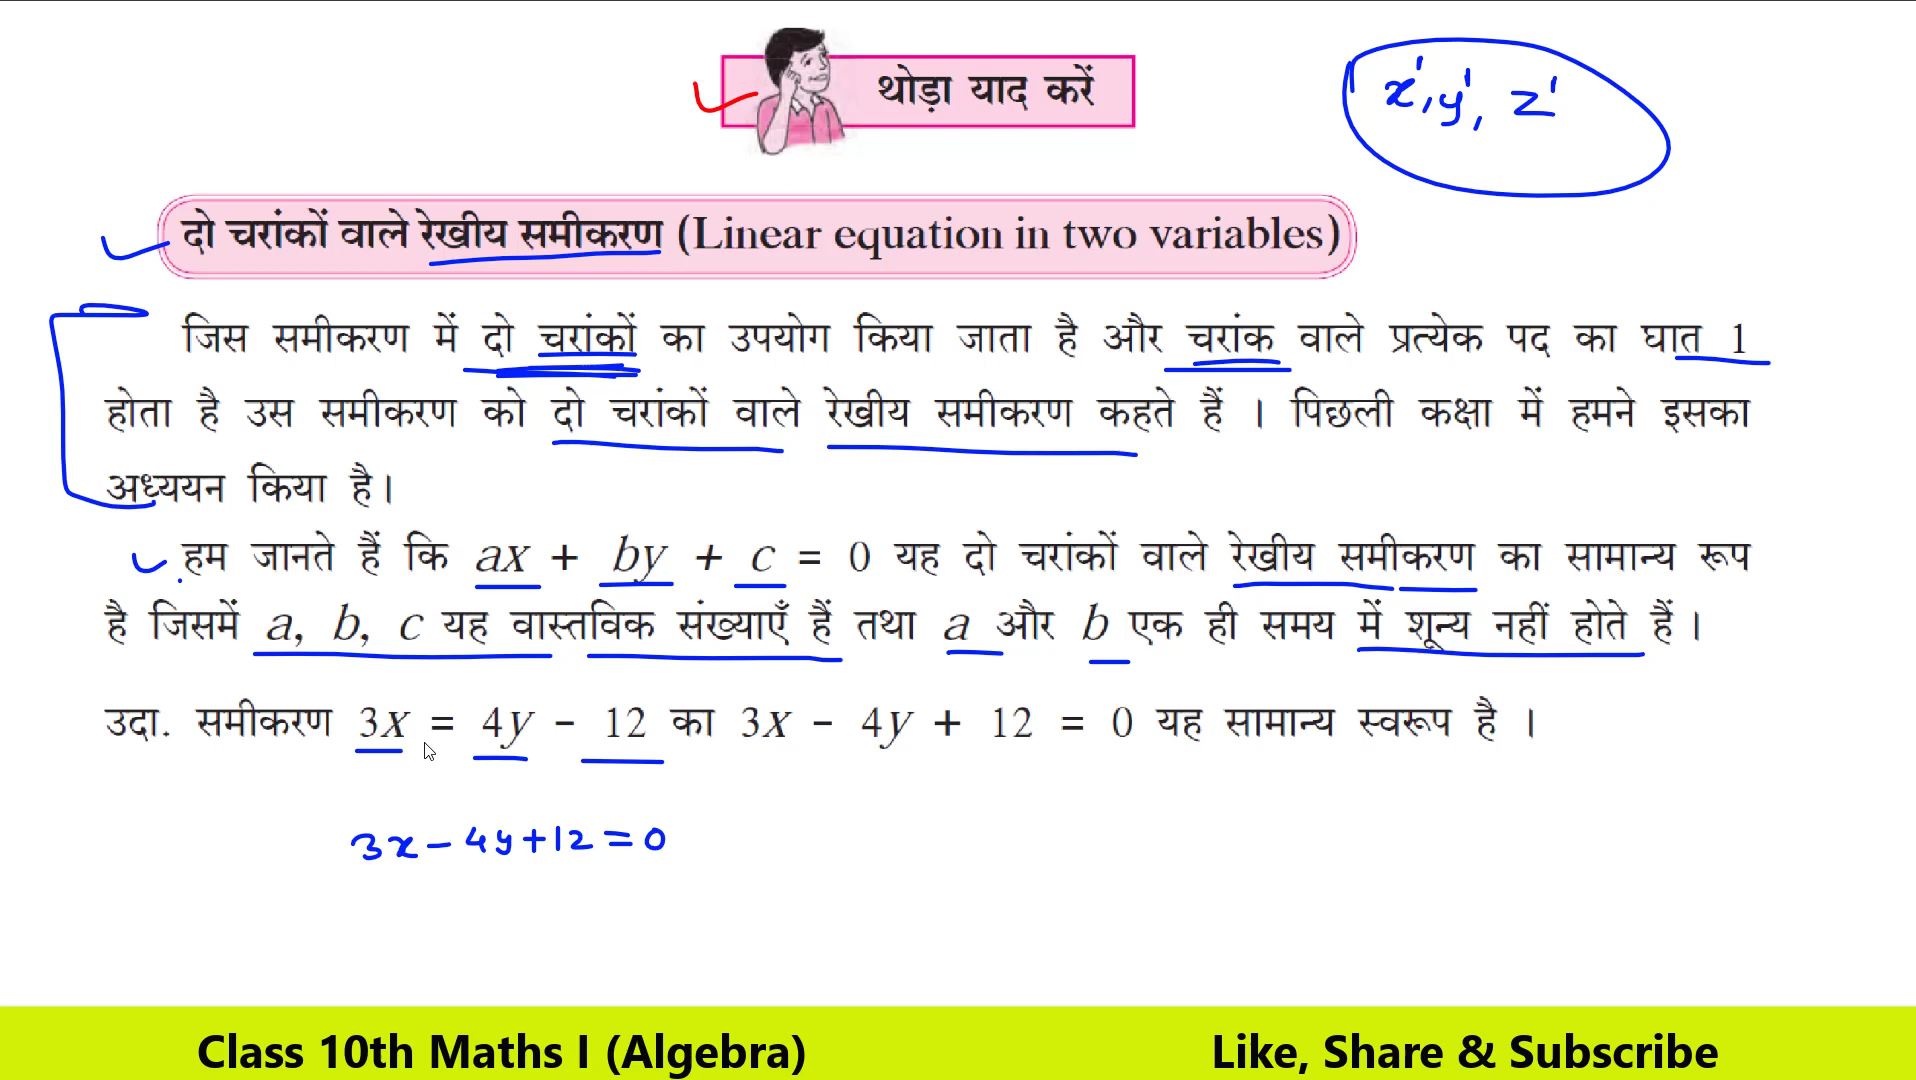 थोड़ा याद करें
x', y', z'
दो चरांकों वाले रेखीय समीकरण (Linear equation in two variables)
जिस समीकरण में दो चरांकों का उपयोग किया जाता है और चरांक वाले प्रत्येक पद का घात 1
होता है उस समीकरण को दो चरांकों वाले रेखीय समीकरण कहते हैं । पिछली कक्षा में हमने इसका
अध्ययन किया है।
हम जानते हैं कि ax + by + c = 0 यह दो चरांकों वाले रेखीय समीकरण का सामान्य रूप
है जिसमें a, b, c यह वास्तविक संख्याएँ हैं तथा a और b एक ही समय में शून्य नहीं होते हैं ।
उदा. समीकरण 3x = 4y - 12 का 3x - 4y + 12 = 0 यह सामान्य स्वरूप है ।
3x - 4y + 12 = 0
Class 10th Maths I (Algebra) Like, Share & Subscribe